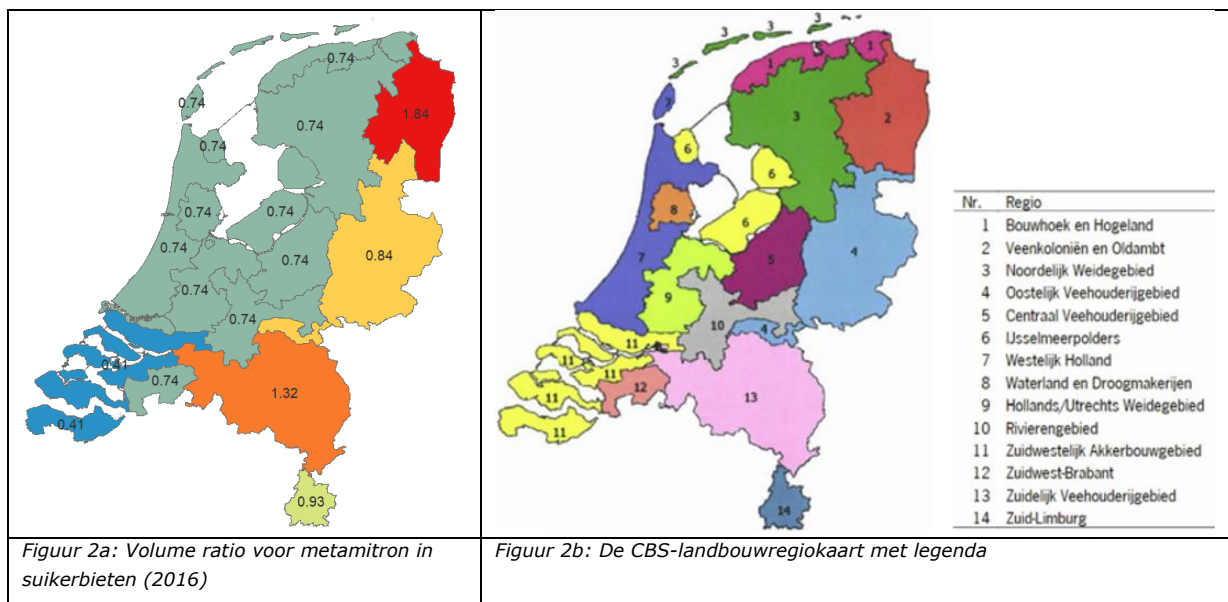 0.74
1.84
0.74
0.74
0.74
0.74
0.74
0.74
0.84
0.74
0.74
0.74
0.41
0.74
1.32
0.41
0.93
Figuur 2a: Volume ratio voor metamitron in
suikerbieten (2016)
3
3
3
3
1
1
7
3
2
6
6
8
6
5
4
7
9
10
4
11
11
11
12
13
11
11
14
Nr. Regio
1 Bouwhoek en Hogeland
2 Veenkoloniën en Oldambt
3 Noordelijk Weidegebied
4 Oostelijk Veehouderijgebied
5 Centraal Veehouderijgebied
6 IJsselmeerpolders
7 Westelijk Holland
8 Waterland en Droogmakerijen
9 Hollands/Utrechts Weidegebied
10 Rivierengebied
11 Zuidwestelijk Akkerbouwgebied
12 Zuidwest-Brabant
13 Zuidelijk Veehouderijgebied
14 Zuid-Limburg
Figuur 2b: De CBS-landbouwregiokaart met legenda